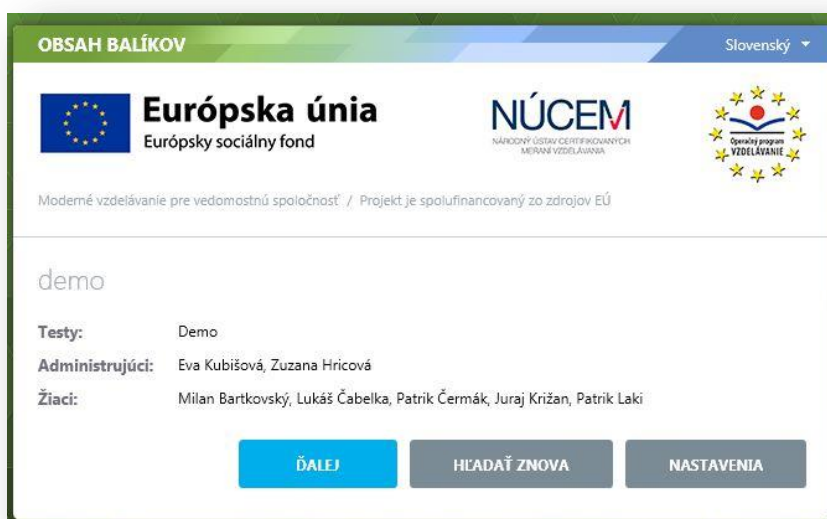 OBSAH BALÍKOV
Slovenský
Európska únia
Európsky sociálny fond
NÚCEM
NÁRODNÝ ÚSTAV CERTIFIKOVANÝCH
MERANÍ VZDELÁVANIA
Operačný program
VZDELÁVANIE
Moderné vzdelávanie pre vedomostnú spoločnosť / Projekt je spolufinancovaný zo zdrojov EÚ
demo
Testy: Demo
Administrujúci: Eva Kubišová, Zuzana Hricová
Žiaci: Milan Bartkovský, Lukáš Čabelka, Patrik Čermák, Juraj Križan, Patrik Laki
ĎALEJ HĽADAŤ ZNOVA NASTAVENIA